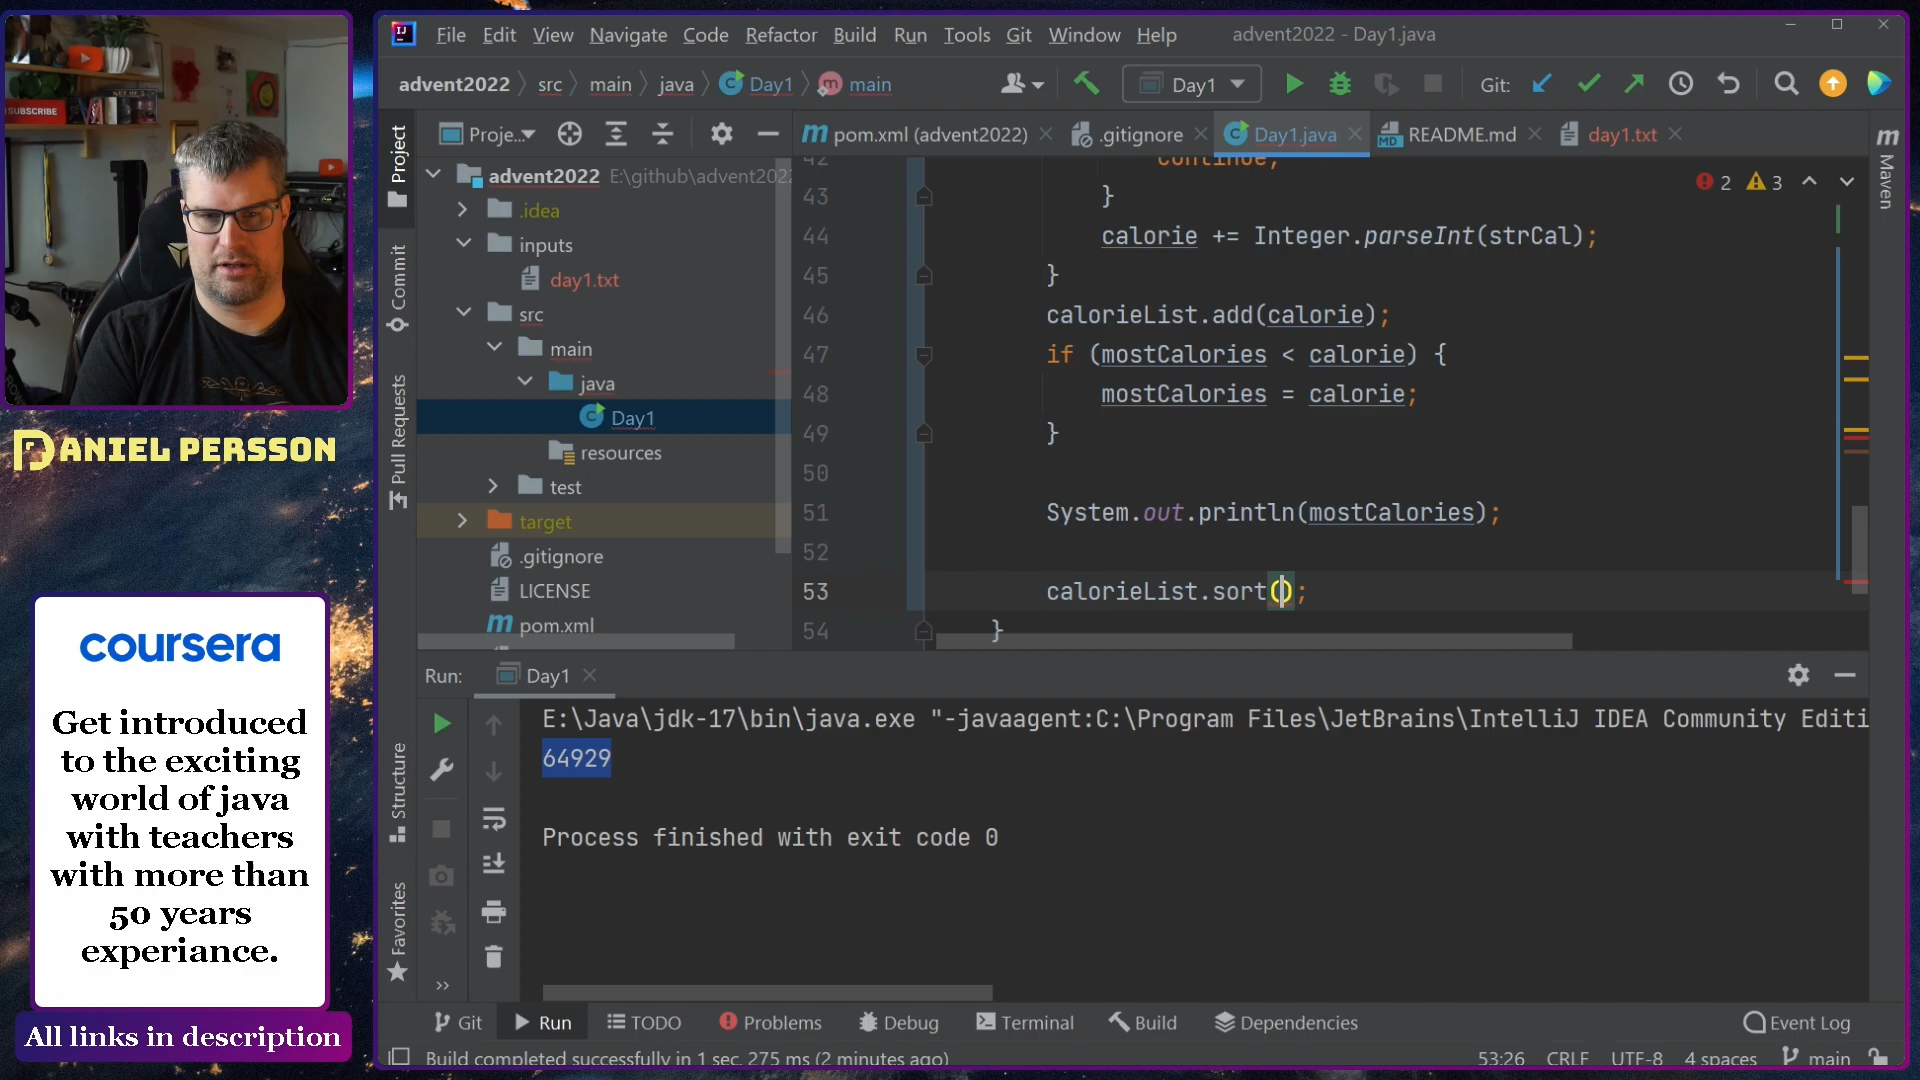 SUBSCRIBE
DANIEL PERSSON
coursera
Get introduced
to the exciting
world of java
with teachers
with more than
50 years
experiance.
All links in description
File Edit View Navigate Code Refactor Build Run Tools Git Window Help advent2022 - Day1.java
advent2022 src main java Day1 main Day1 Git:
Proje... pom.xml (advent2022) .gitignore Day1.java README.md day1.txt
Project
Commit
Pull Requests
Structure
Favorites
Maven
advent2022 E:\github\advent2022
.idea
inputs
day1.txt
src
main
java
Day1
resources
test
target
.gitignore
LICENSE
pom.xml
2 3
42 continue;
43 }
44 calorie += Integer.parseInt(strCal);
45 }
46 calorieList.add(calorie);
47 if (mostCalories < calorie) {
48 mostCalories = calorie;
49 }
50
51 System.out.println(mostCalories);
52
53 calorieList.sort();
54 }
Run: Day1
E:\Java\jdk-17\bin\java.exe "-javaagent:C:\Program Files\JetBrains\IntelliJ IDEA Community Editi
64929
Process finished with exit code 0
Git Run TODO Problems Debug Terminal Build Dependencies Event Log
Build completed successfully in 1 sec, 275 ms (2 minutes ago) 53:26 CRLF UTF-8 4 spaces main